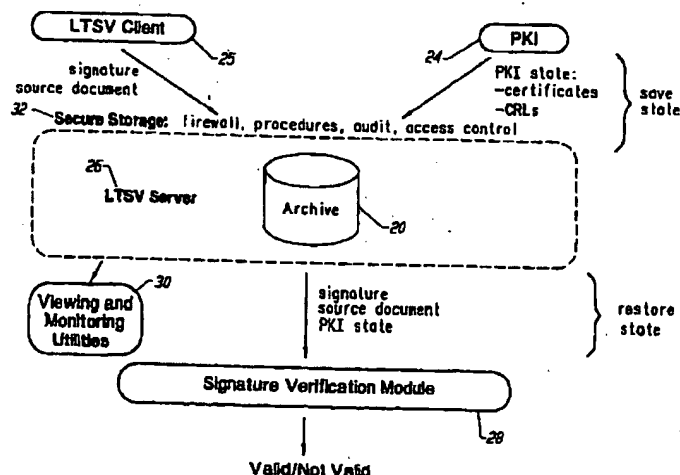 LTSV Client
25
24
PKI
signature
source document
PKI state:
-certificates
-CRLs
save
state
32 Secure Storage: firewall, procedures, audit, access control
26
LTSV Server
Archive
20
30
Viewing and
Monitoring
Utilities
signature
source document
PKI state
restore
state
Signature Verification Module
28
Valid/Not Valid